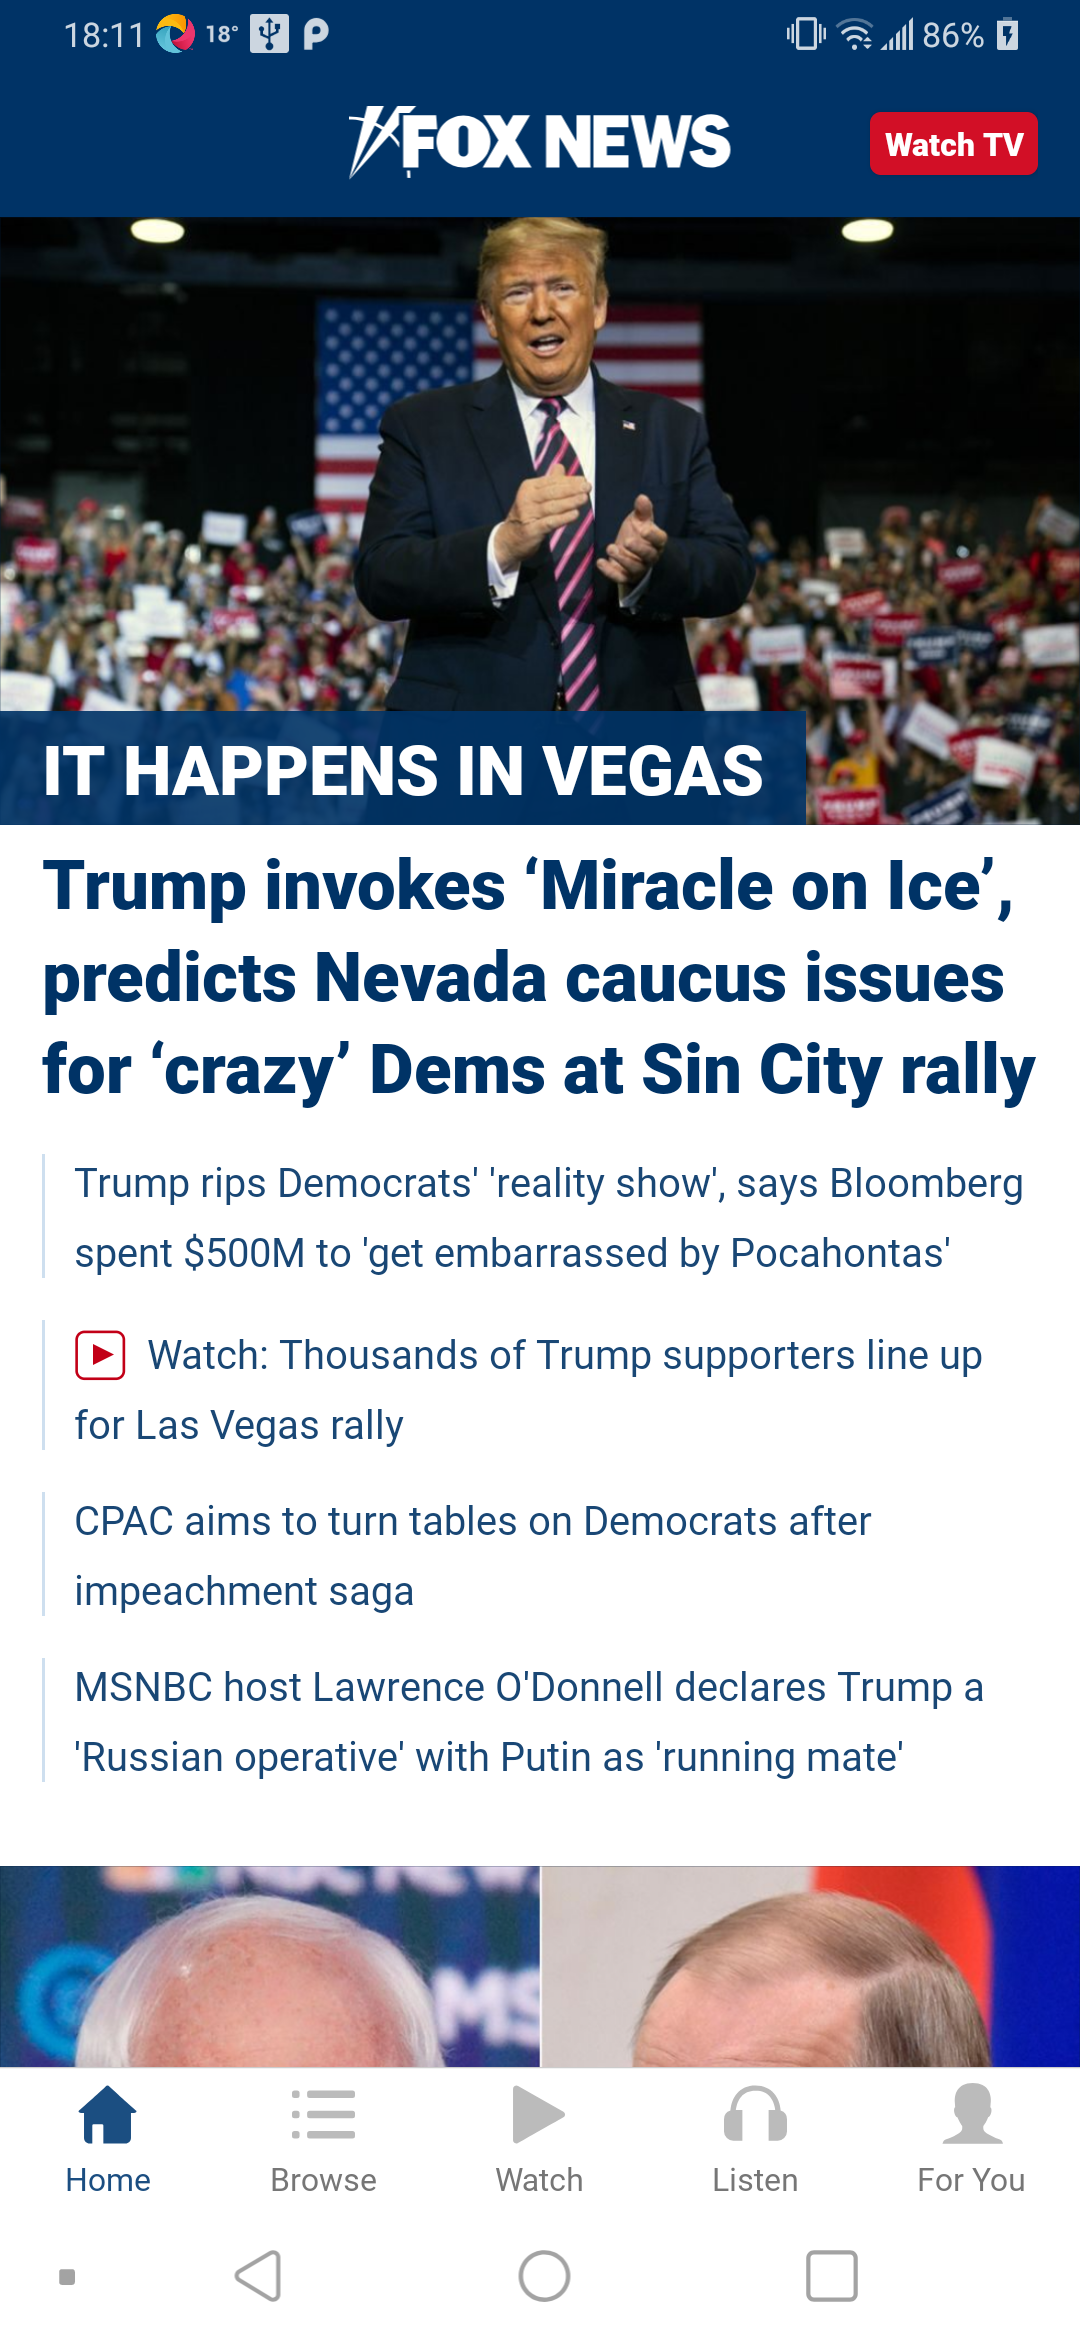 18:11 18° 86%
FOX NEWS
Watch TV
TRUMP
IT HAPPENS IN VEGAS
Trump invokes ‘Miracle on Ice’,
predicts Nevada caucus issues
for ‘crazy’ Dems at Sin City rally
Trump rips Democrats' 'reality show', says Bloomberg
spent $500M to 'get embarrassed by Pocahontas'
Watch: Thousands of Trump supporters line up
for Las Vegas rally
CPAC aims to turn tables on Democrats after
impeachment saga
MSNBC host Lawrence O'Donnell declares Trump a
'Russian operative' with Putin as 'running mate'
MS
Home
Browse
Watch
Listen
For You